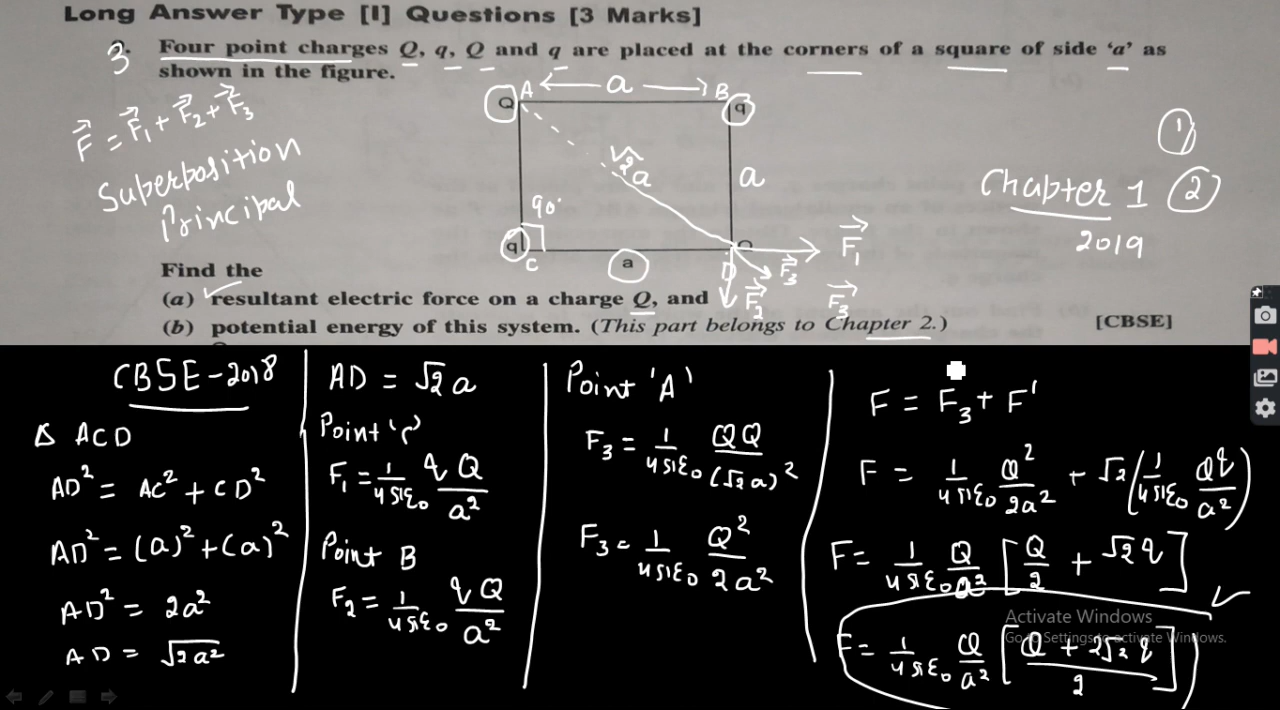 Long Answer Type [I] Questions [3 Marks]
3. Four point charges Q, q, Q and q are placed at the corners of a square of side 'a' as
shown in the figure.
F = F₁ + F₂ + F₃
Superposition
Principal
Q A a B q
√2a a
90°
q C a D Q
F₁
F₃
F₂ F₃
Chapter 1
2019
① ②
Find the
(a) resultant electric force on a charge Q, and
(b) potential energy of this system. (This part belongs to Chapter 2.) [CBSE]
CBSE-2018
Δ ACD
AD² = AC² + CD²
AD² = (a)² + (a)²
AD² = 2a²
AD = √2a²
AD = √2 a
Point 'C'
F₁ = 1/4πε₀ qQ/a²
Point B
F₂ = 1/4πε₀ qQ/a²
Point 'A'
F₃ = 1/4πε₀ QQ/(√2a)²
F₃ = 1/4πε₀ Q²/2a²
F = F₃ + F'
F = 1/4πε₀ Q²/2a² + √2(1/4πε₀ Qq/a²)
F = 1/4πε₀ Q/a² [Q/2 + √2 q]
F = 1/4πε₀ Q/a² [Q + 2√2 q / 2]
Activate Windows
Go to Settings to activate Windows.